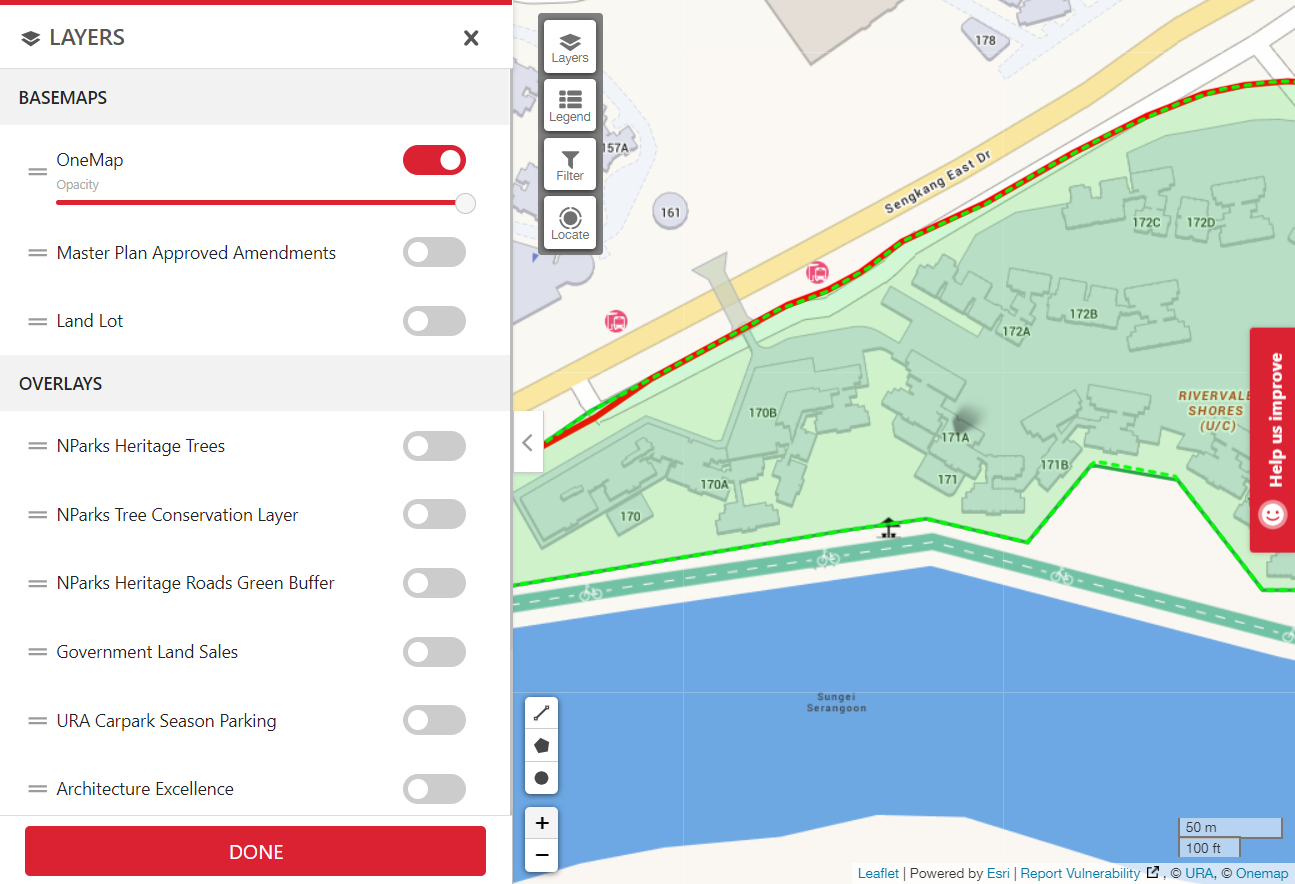 LAYERS
BASEMAPS
OneMap
Opacity
Master Plan Approved Amendments
Land Lot
OVERLAYS
NParks Heritage Trees
NParks Tree Conservation Layer
NParks Heritage Roads Green Buffer
Government Land Sales
URA Carpark Season Parking
Architecture Excellence
DONE
Layers
Legend
Filter
Locate
178
157A
161
Sengkang East Dr
172C
172D
172B
172A
170B
RIVERVALE
SHORES
(U/C)
171A
171B
171
170A
170
Help us improve
Sungei
Serangoon
+
−
50 m
100 ft
Leaflet | Powered by Esri | Report Vulnerability , © URA, © Onemap